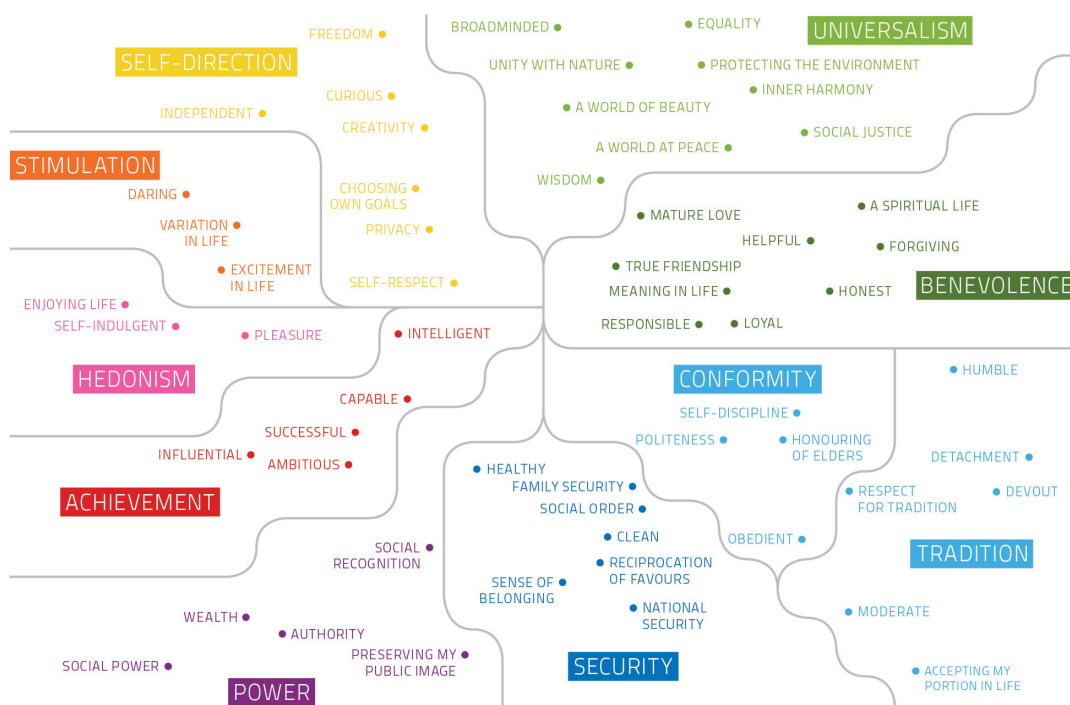 FREEDOM
SELF-DIRECTION
CURIOUS
INDEPENDENT
CREATIVITY
CHOOSING
OWN GOALS
PRIVACY
SELF-RESPECT
BROADMINDED
EQUALITY
UNIVERSALISM
UNITY WITH NATURE
PROTECTING THE ENVIRONMENT
INNER HARMONY
A WORLD OF BEAUTY
SOCIAL JUSTICE
A WORLD AT PEACE
WISDOM
STIMULATION
DARING
VARIATION
IN LIFE
EXCITEMENT
IN LIFE
MATURE LOVE
A SPIRITUAL LIFE
HELPFUL
FORGIVING
TRUE FRIENDSHIP
MEANING IN LIFE
HONEST
BENEVOLENCE
RESPONSIBLE
LOYAL
ENJOYING LIFE
SELF-INDULGENT
PLEASURE
HEDONISM
INTELLIGENT
CAPABLE
SUCCESSFUL
INFLUENTIAL
AMBITIOUS
ACHIEVEMENT
CONFORMITY
SELF-DISCIPLINE
POLITENESS
HONOURING
OF ELDERS
OBEDIENT
HUMBLE
DETACHMENT
RESPECT
FOR TRADITION
DEVOUT
TRADITION
MODERATE
ACCEPTING MY
PORTION IN LIFE
HEALTHY
FAMILY SECURITY
SOCIAL ORDER
CLEAN
RECIPROCATION
OF FAVOURS
SENSE OF
BELONGING
NATIONAL
SECURITY
SECURITY
SOCIAL
RECOGNITION
WEALTH
AUTHORITY
PRESERVING MY
PUBLIC IMAGE
SOCIAL POWER
POWER